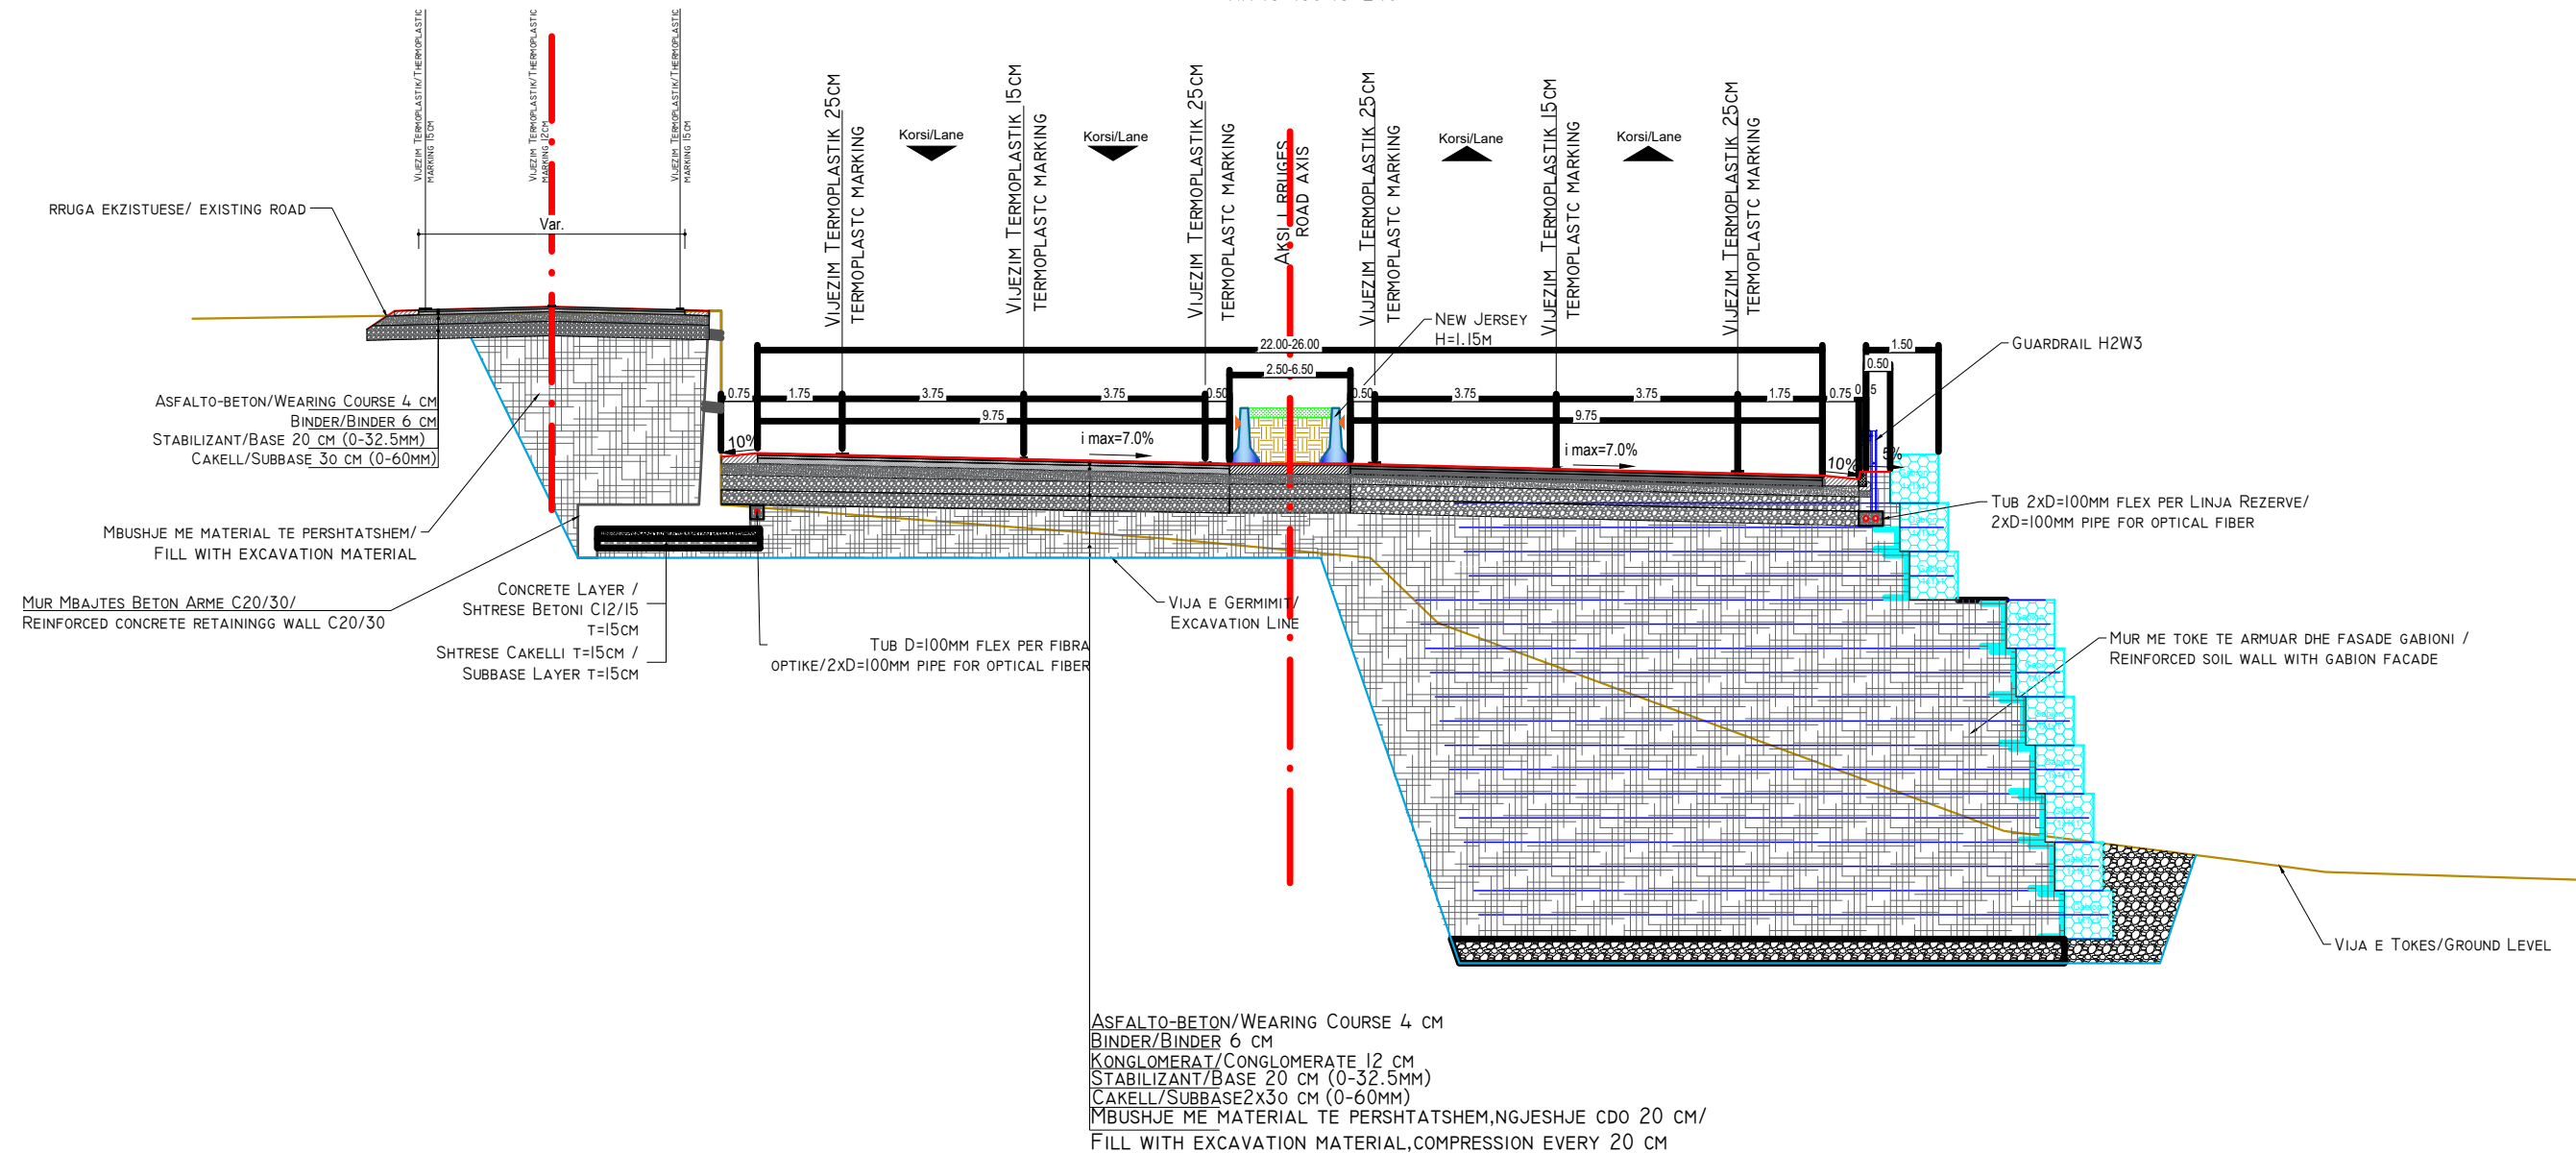 VIJEZIM TERMOPLASTIK/THERMOPLASTIC
MARKING 15CM
VIJEZIM TERMOPLASTIK/THERMOPLASTIC
MARKING 12CM
VIJEZIM TERMOPLASTIK/THERMOPLASTIC
MARKING 15CM
RRUGA EKZISTUESE/ EXISTING ROAD
Var.
VIJEZIM TERMOPLASTIK 25CM
TERMOPLASTC MARKING
Korsi/Lane
VIJEZIM TERMOPLASTIK 15CM
TERMOPLASTC MARKING
Korsi/Lane
VIJEZIM TERMOPLASTIK 25CM
TERMOPLASTC MARKING
AKSI I RRUGES
ROAD AXIS
VIJEZIM TERMOPLASTIK 25CM
TERMOPLASTC MARKING
Korsi/Lane
VIJEZIM TERMOPLASTIK 15CM
TERMOPLASTC MARKING
Korsi/Lane
VIJEZIM TERMOPLASTIK 25CM
TERMOPLASTC MARKING
NEW JERSEY
H=1.15M
GUARDRAIL H2W3
22.00-26.00
1.50
2.50-6.50
0.50
0.75
1.75
3.75
3.75
0.50
0.50
3.75
3.75
1.75
0.75
9.75
9.75
10%
i max=7.0%
i max=7.0%
10%
5%
ASFALTO-BETON/WEARING COURSE 4 CM
BINDER/BINDER 6 CM
STABILIZANT/BASE 20 CM (0-32.5MM)
CAKELL/SUBBASE 30 CM (0-60MM)
MBUSHJE ME MATERIAL TE PERSHTATSHEM/
FILL WITH EXCAVATION MATERIAL
MUR MBAJTES BETON ARME C20/30/
REINFORCED CONCRETE RETAININGG WALL C20/30
CONCRETE LAYER /
SHTRESE BETONI C12/15
T=15CM
SHTRESE CAKELLI T=15CM /
SUBBASE LAYER T=15CM
TUB D=100MM FLEX PER FIBRA
OPTIKE/2XD=100MM PIPE FOR OPTICAL FIBER
VIJA E GERMIMIT/
EXCAVATION LINE
TUB 2XD=100MM FLEX PER LINJA REZERVE/
2XD=100MM PIPE FOR OPTICAL FIBER
MUR ME TOKE TE ARMUAR DHE FASADE GABIONI /
REINFORCED SOIL WALL WITH GABION FACADE
VIJA E TOKES/GROUND LEVEL
ASFALTO-BETON/WEARING COURSE 4 CM
BINDER/BINDER 6 CM
KONGLOMERAT/CONGLOMERATE 12 CM
STABILIZANT/BASE 20 CM (0-32.5MM)
CAKELL/SUBBASE2X30 CM (0-60MM)
MBUSHJE ME MATERIAL TE PERSHTATSHEM,NGJESHJE CDO 20 CM/
FILL WITH EXCAVATION MATERIAL,COMPRESSION EVERY 20 CM